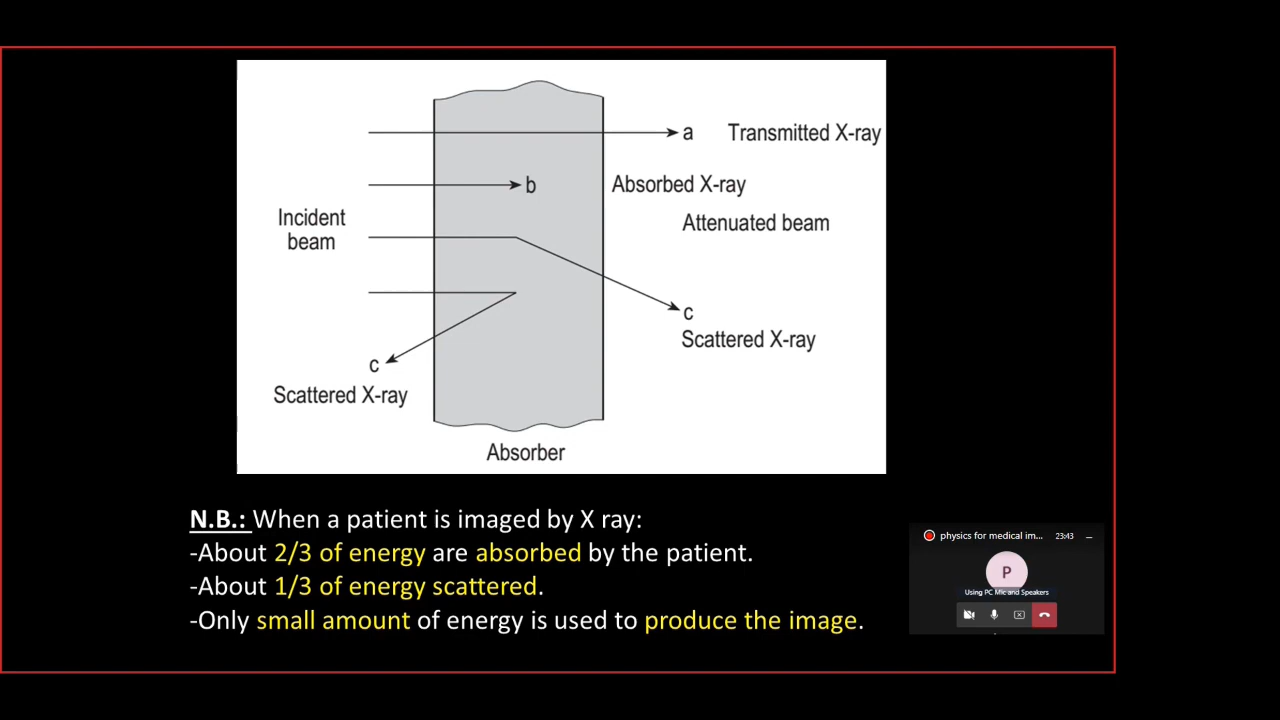 a Transmitted X-ray
b Absorbed X-ray
Attenuated beam
Incident
beam
c
Scattered X-ray
c
Scattered X-ray
Absorber
N.B.: When a patient is imaged by X ray:
-About 2/3 of energy are absorbed by the patient.
-About 1/3 of energy scattered.
-Only small amount of energy is used to produce the image.
physics for medical im... 23:43
P
Using PC Mic and Speakers